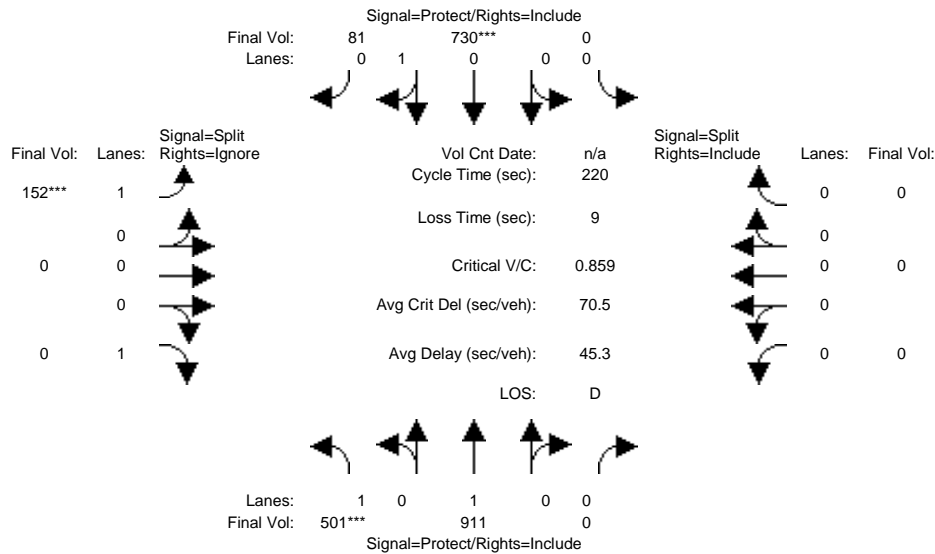 Signal=Protect/Rights=Include
Final Vol: 81 730*** 0
Lanes: 0 1 0 0 0
Signal=Split
Final Vol: Lanes: Rights=Ignore
Vol Cnt Date: n/a
Signal=Split
Rights=Include Lanes: Final Vol:
Cycle Time (sec): 220
152*** 1
0 0
Loss Time (sec): 9
0
0
0 0
Critical V/C: 0.859
0 0
0
Avg Crit Del (sec/veh): 70.5
0
0 1
Avg Delay (sec/veh): 45.3
0 0
LOS: D
Lanes: 1 0 1 0 0
Final Vol: 501*** 911 0
Signal=Protect/Rights=Include